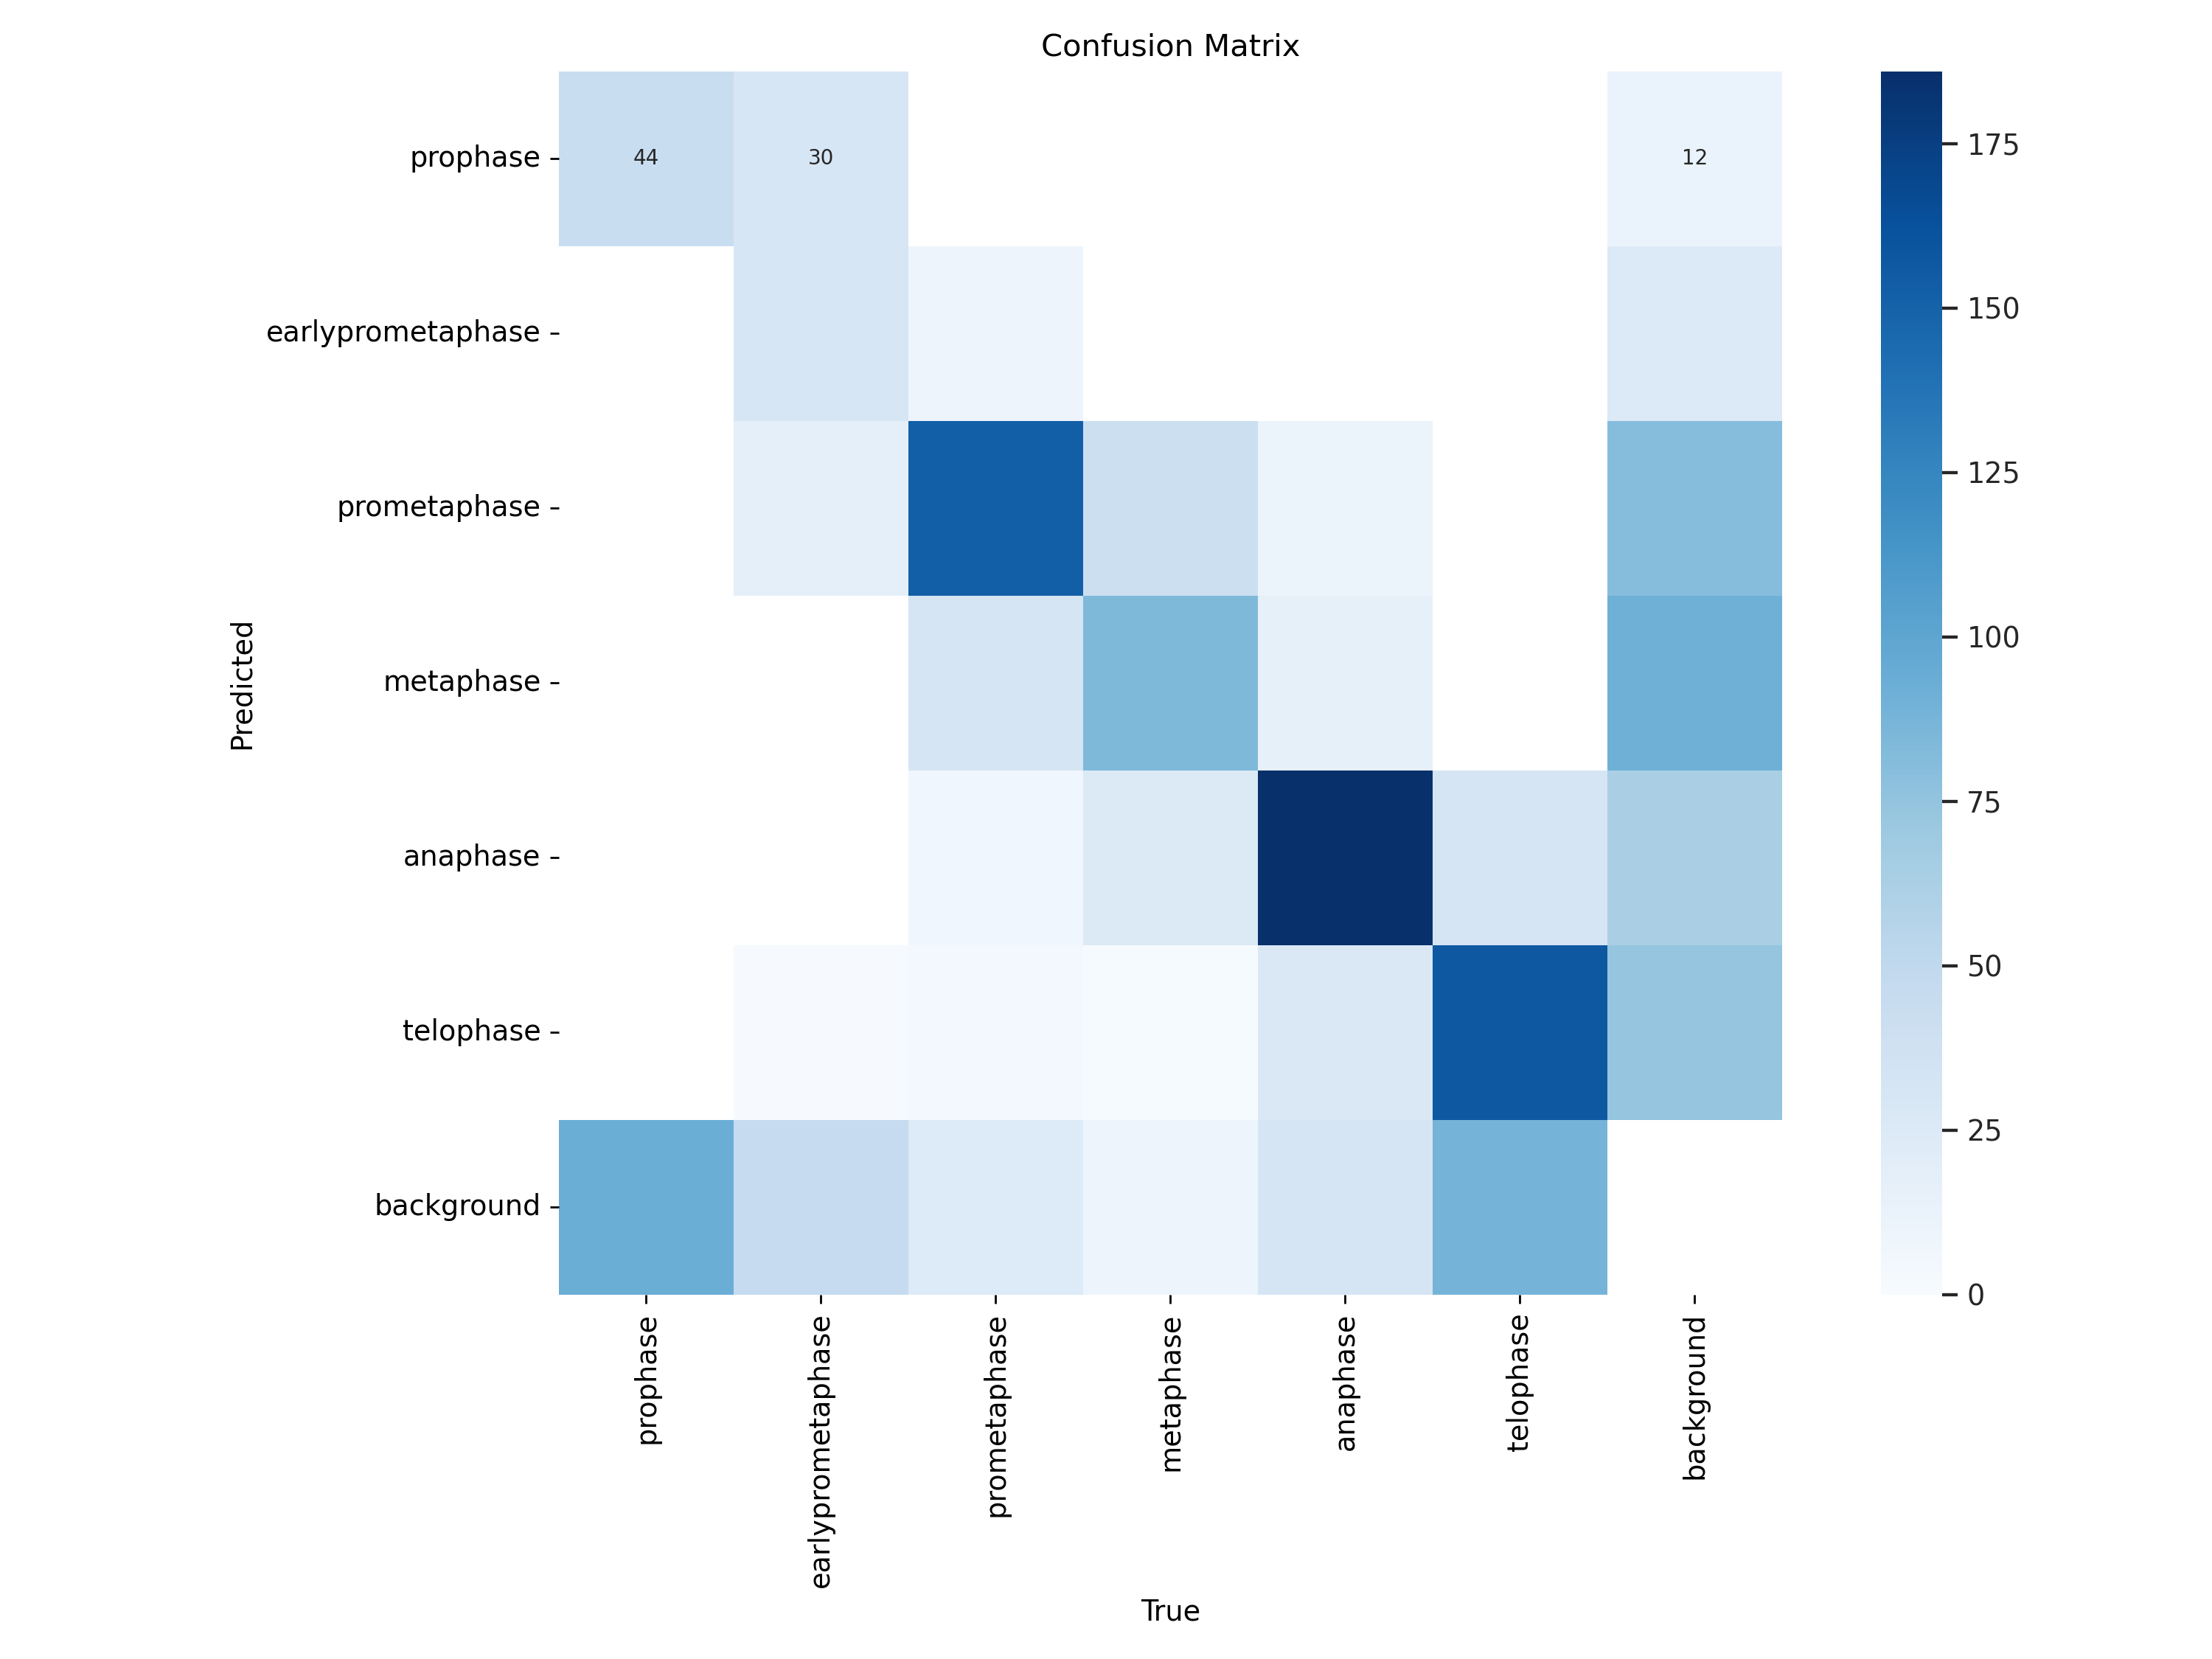 Confusion Matrix
prophase
44
30
12
earlyprometaphase
prometaphase
metaphase
anaphase
telophase
background
Predicted
prophase
earlyprometaphase
prometaphase
metaphase
anaphase
telophase
background
True
175
150
125
100
75
50
25
0